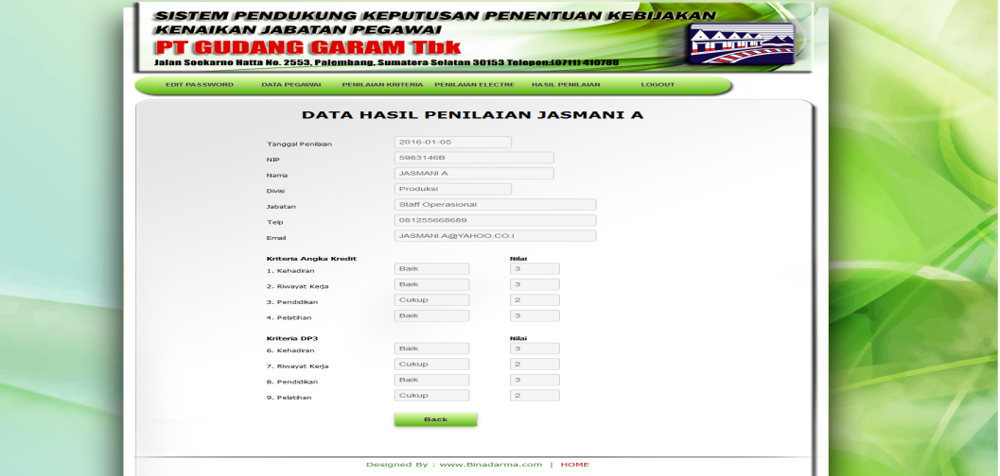 SISTEM PENDUKUNG KEPUTUSAN PENENTUAN KEBIJAKAN
KENAIKAN JABATAN PEGAWAI
PT GUDANG GARAM Tbk
Jalan Soekarno Hatta No. 2553, Palembang, Sumatera Selatan 30153 Telepon:(0711) 410786
EDIT PASSWORD DATA PEGAWAI PENILAIAN KRITERIA PENILAIAN ELECTRE HASIL PENILAIAN LOGOUT
DATA HASIL PENILAIAN JASMANI A
Tanggal Penilaian 2016-01-05
NIP 5983146B
Nama JASMANI A
Divisi Produksi
Jabatan Staff Operasional
Telp 081255668689
Email JASMANI.A@YAHOO.CO.I
Kriteria Angka Kredit Nilai
1. Kehadiran Baik 3
2. Riwayat Kerja Baik 3
3. Pendidikan Cukup 2
4. Pelatihan Baik 3
Kriteria DP3 Nilai
6. Kehadiran Baik 3
7. Riwayat Kerja Cukup 2
8. Pendidikan Baik 3
9. Pelatihan Cukup 2
Back
Designed By : www.Binadarma.com | HOME